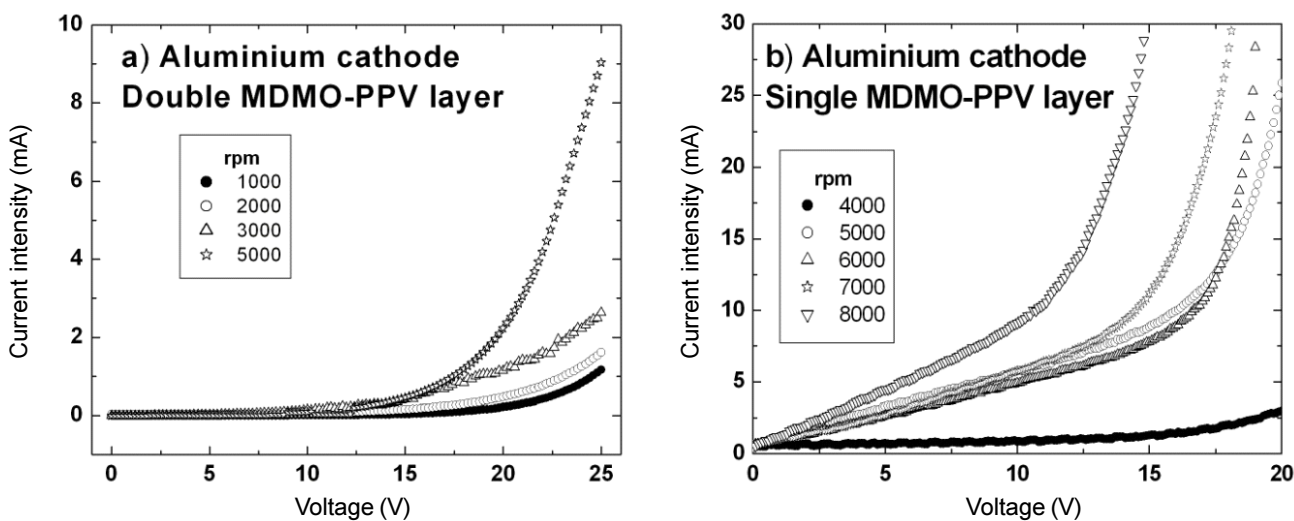 a) Aluminium cathode
Double MDMO-PPV layer
rpm
1000
2000
3000
5000
10
8
6
4
2
0
0 5 10 15 20 25
Current intensity (mA)
Voltage (V)
b) Aluminium cathode
Single MDMO-PPV layer
rpm
4000
5000
6000
7000
8000
30
25
20
15
10
5
0
0 5 10 15 20
Current intensity (mA)
Voltage (V)